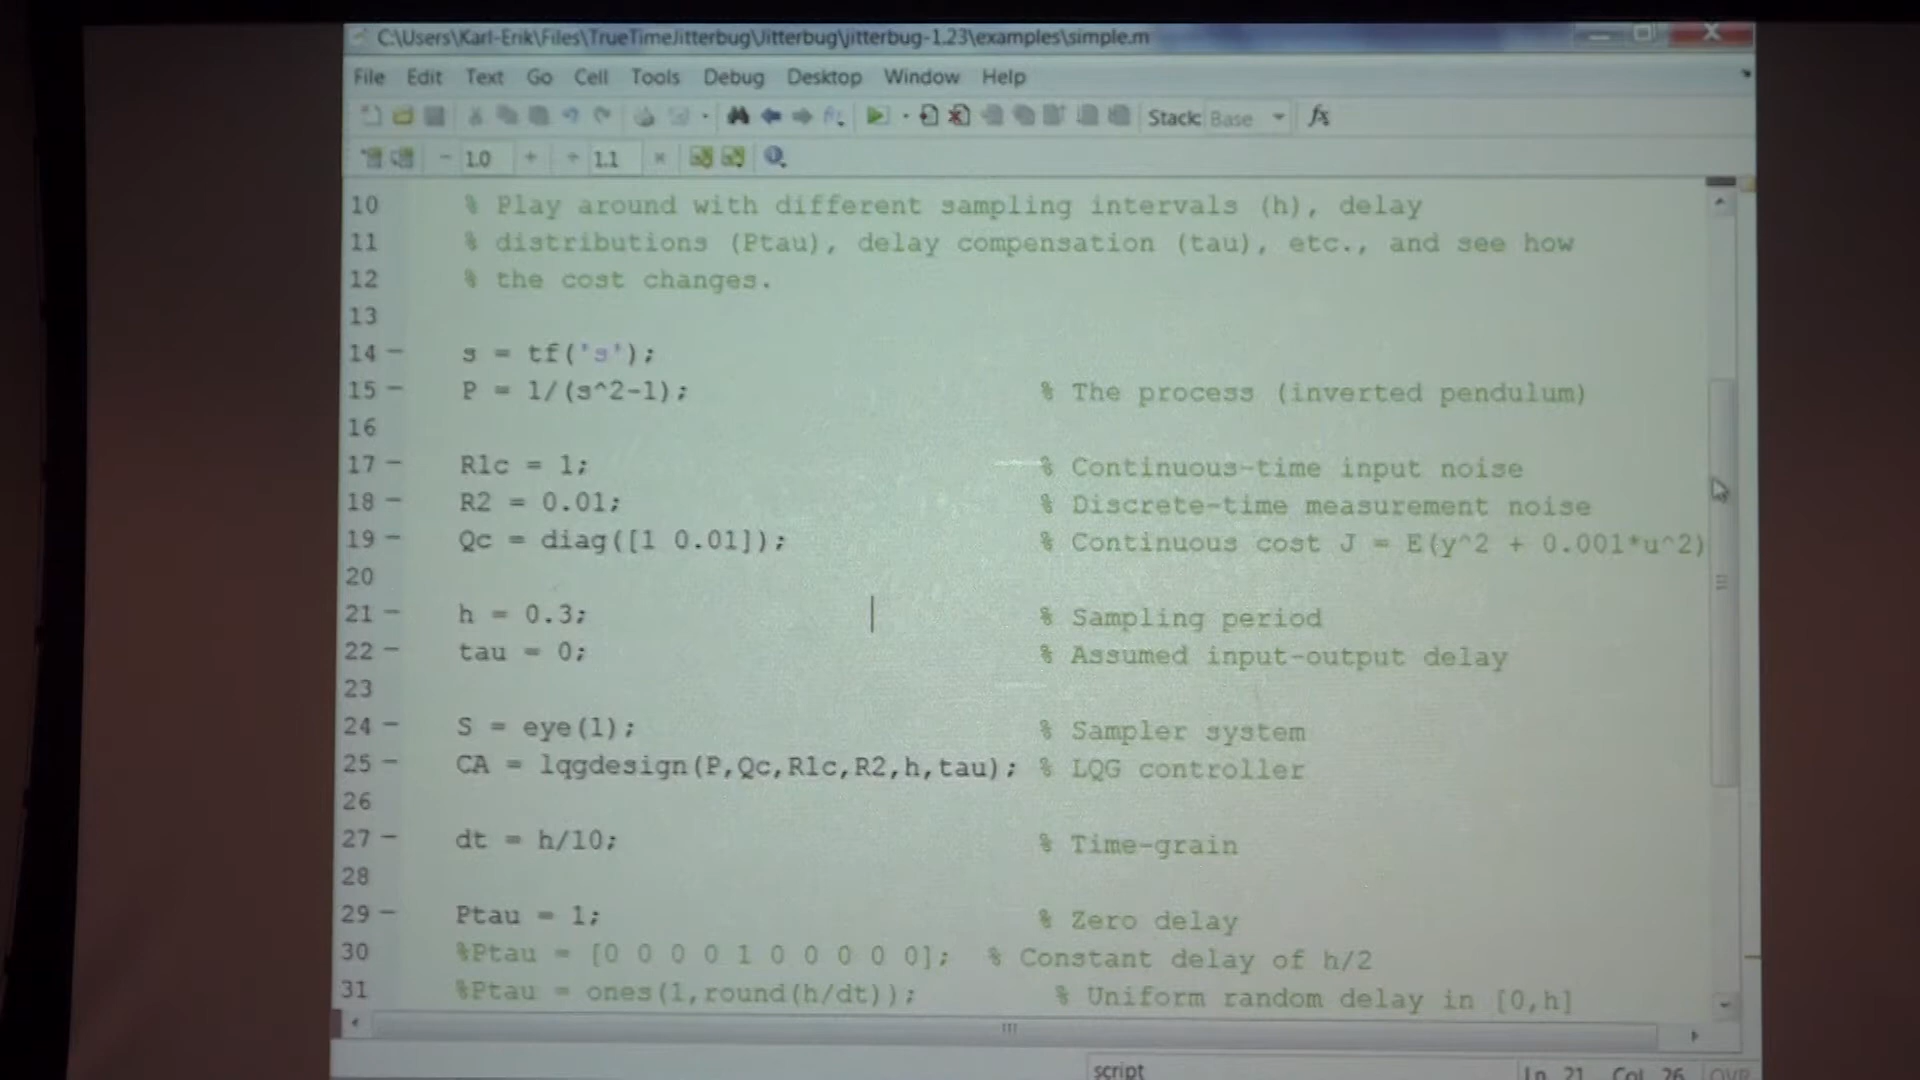 C:\Users\Karl-Erik\Files\TrueTimeJitterbug\Jitterbug\jitterbug-1.23\examples\simple.m
File Edit Text Go Cell Tools Debug Desktop Window Help
Stack: Base fx
- 1.0 + ÷ 1.1 ×
10 % Play around with different sampling intervals (h), delay
11 % distributions (Ptau), delay compensation (tau), etc., and see how
12 % the cost changes.
13
14 - s = tf('s');
15 - P = 1/(s^2-1); % The process (inverted pendulum)
16
17 - R1c = 1; % Continuous-time input noise
18 - R2 = 0.01; % Discrete-time measurement noise
19 - Qc = diag([1 0.01]); % Continuous cost J = E(y^2 + 0.001*u^2)
20
21 - h = 0.3; % Sampling period
22 - tau = 0; % Assumed input-output delay
23
24 - S = eye(1); % Sampler system
25 - CA = lqgdesign(P,Qc,R1c,R2,h,tau); % LQG controller
26
27 - dt = h/10; % Time-grain
28
29 - Ptau = 1; % Zero delay
30 %Ptau = [0 0 0 0 1 0 0 0 0 0]; % Constant delay of h/2
31 %Ptau = ones(1,round(h/dt)); % Uniform random delay in [0,h]
script Ln 21 Col 26 OVR